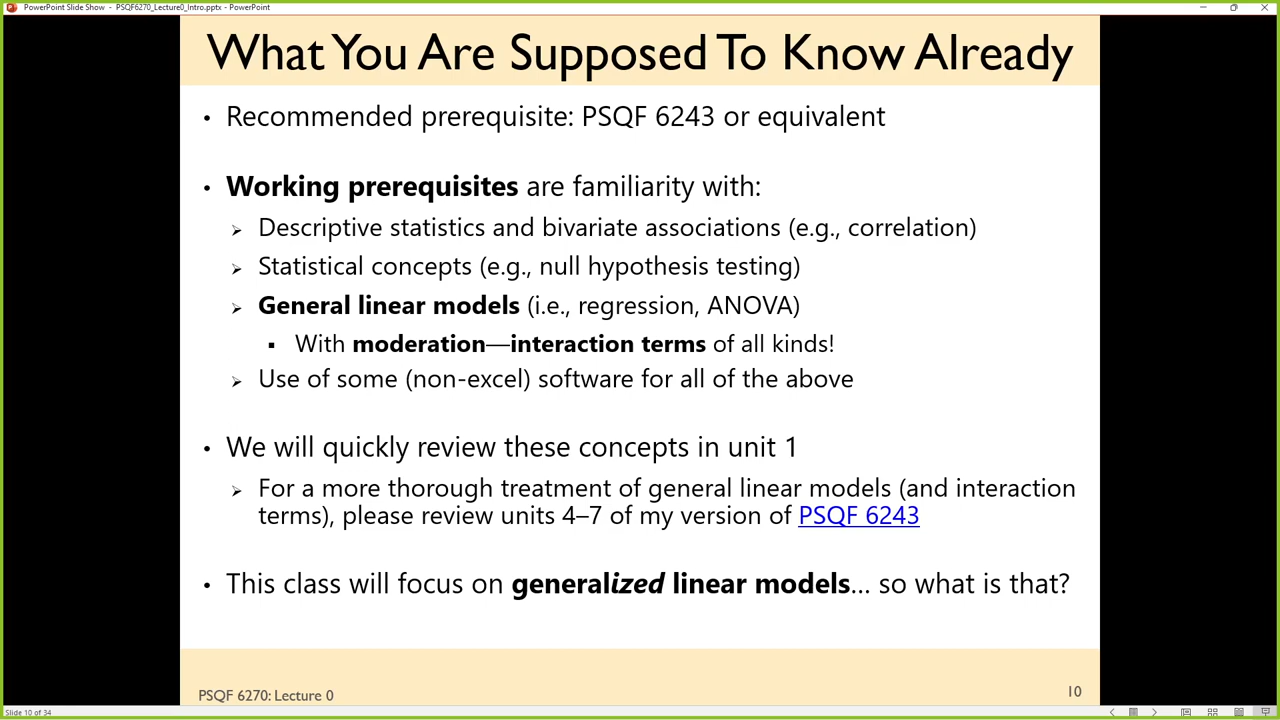 PowerPoint Slide Show - PSQF6270_Lecture0_Intro.pptx - PowerPoint
What You Are Supposed To Know Already
• Recommended prerequisite: PSQF 6243 or equivalent
• Working prerequisites are familiarity with:
➢ Descriptive statistics and bivariate associations (e.g., correlation)
➢ Statistical concepts (e.g., null hypothesis testing)
➢ General linear models (i.e., regression, ANOVA)
▪ With moderation—interaction terms of all kinds!
➢ Use of some (non-excel) software for all of the above
• We will quickly review these concepts in unit 1
➢ For a more thorough treatment of general linear models (and interaction
terms), please review units 4–7 of my version of PSQF 6243
• This class will focus on generalized linear models… so what is that?
PSQF 6270: Lecture 0
10
Slide 10 of 34